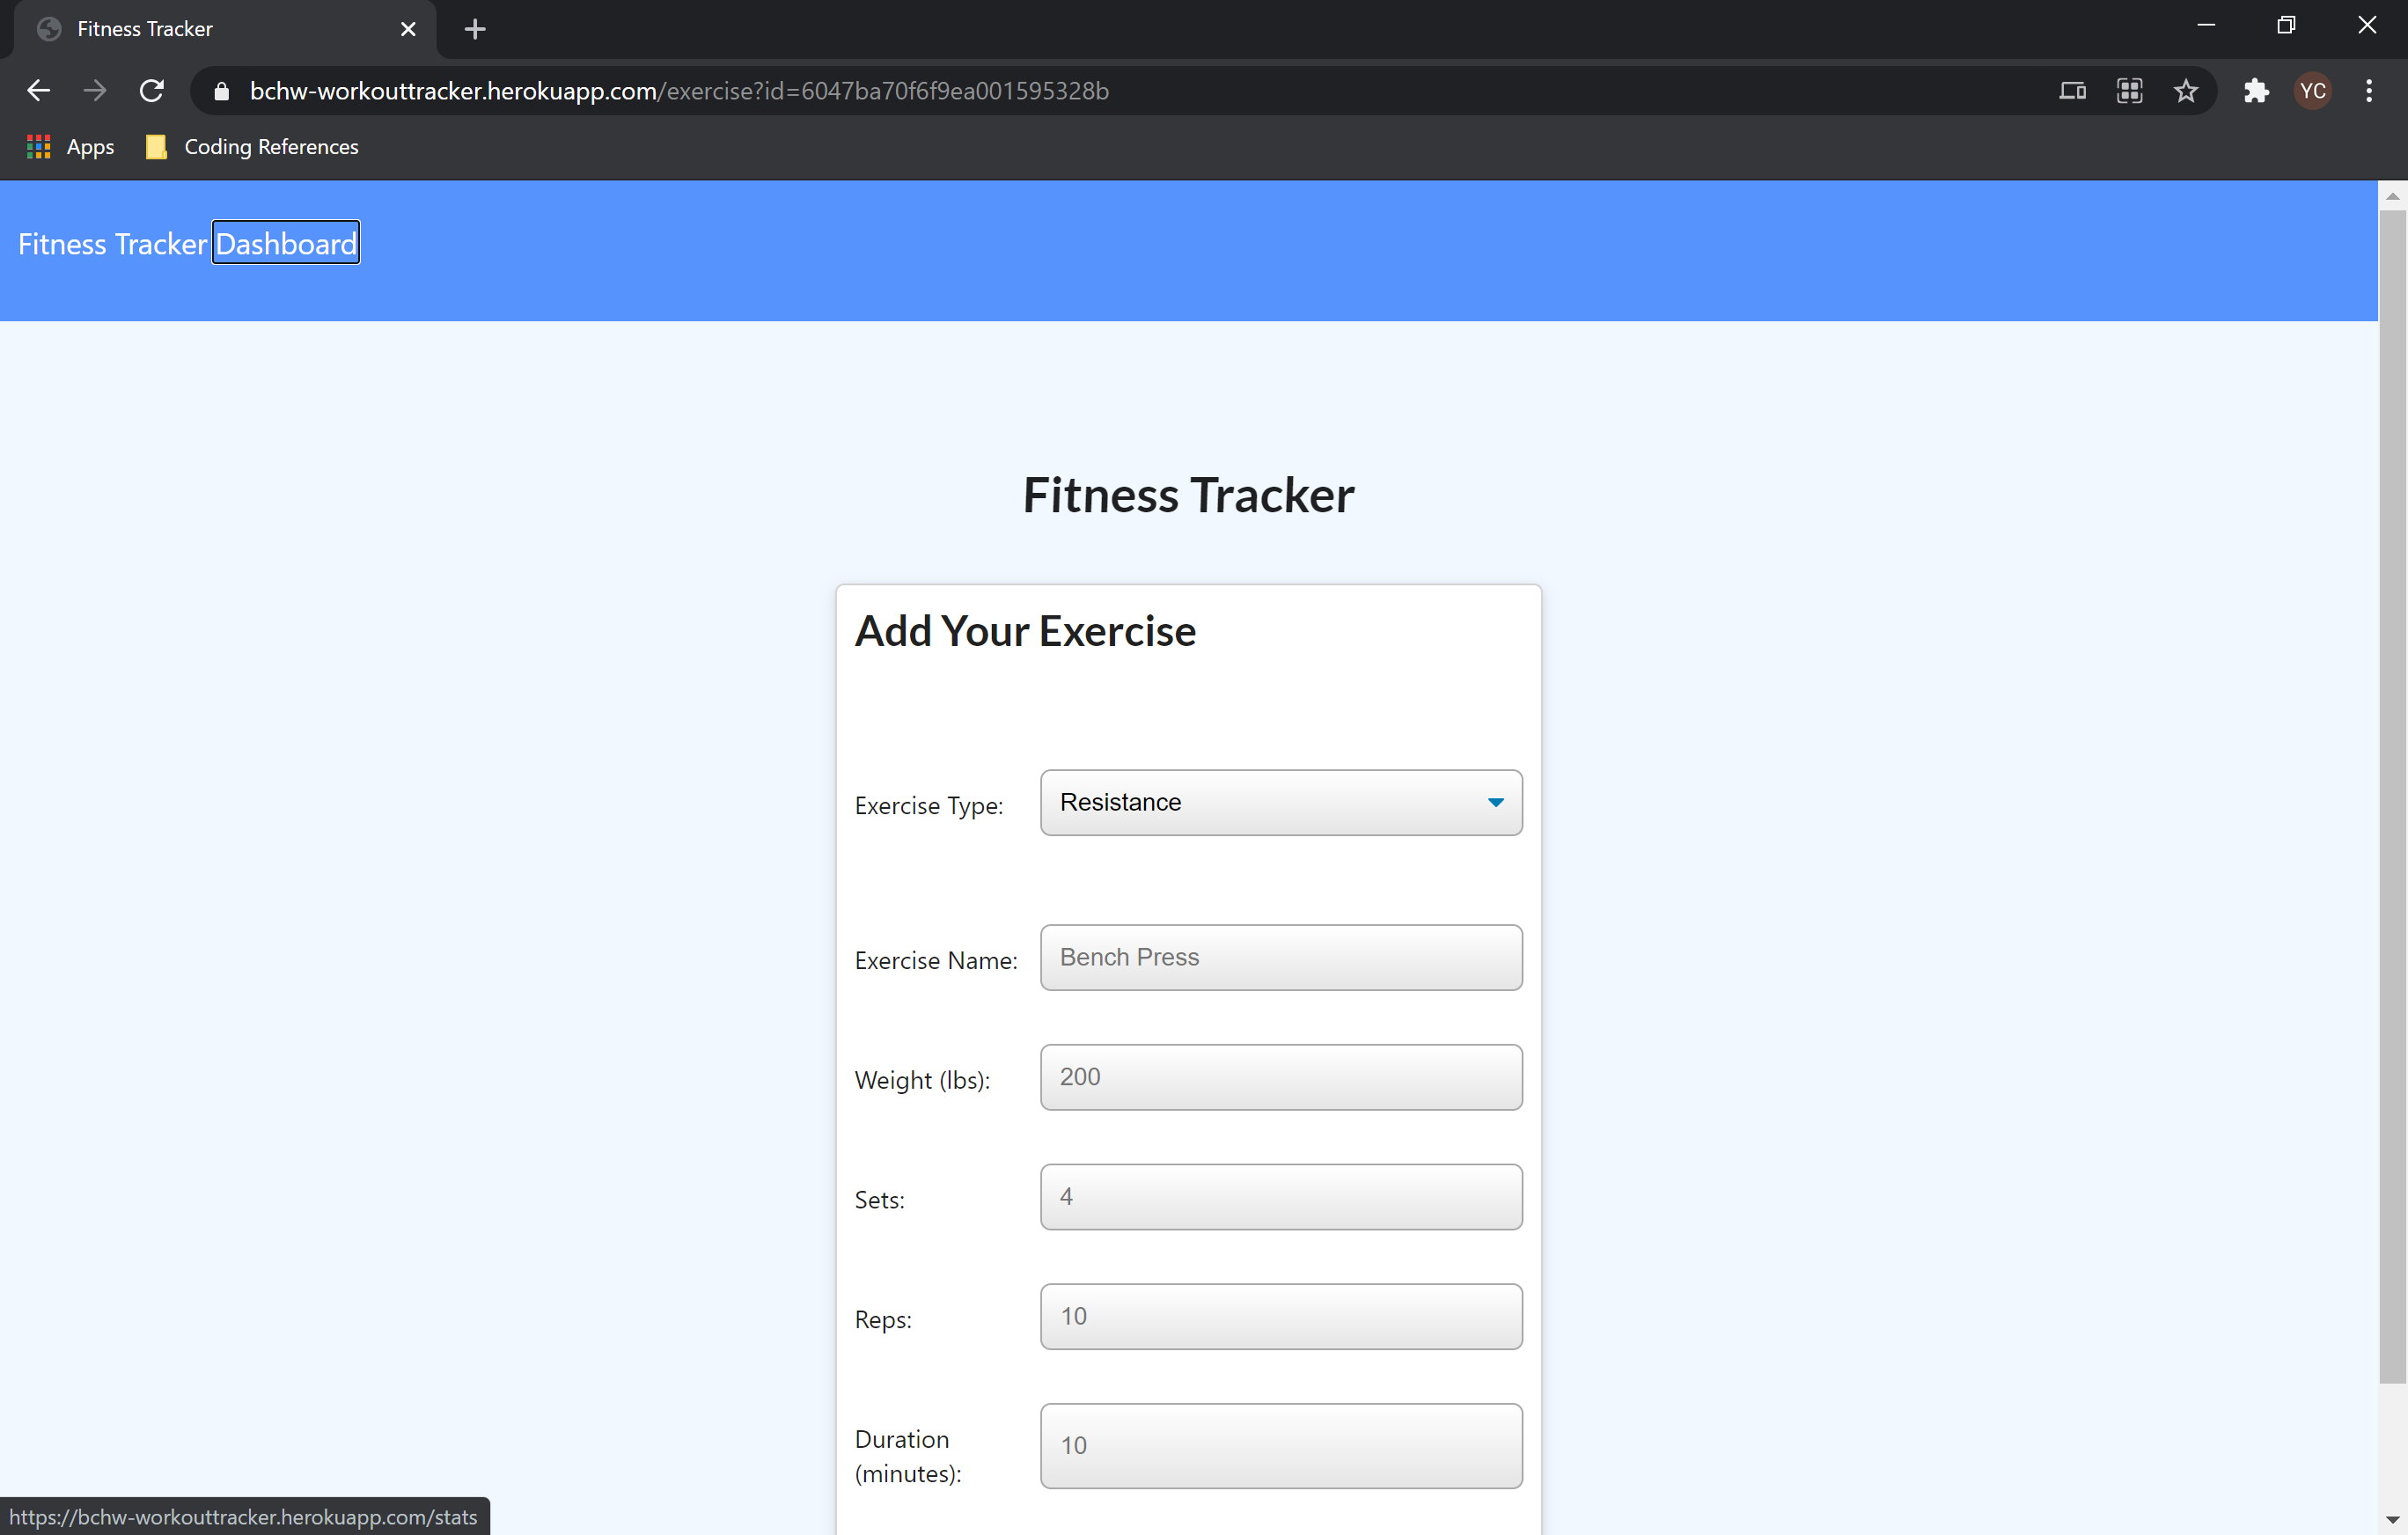 Fitness Tracker
bchw-workouttracker.herokuapp.com/exercise?id=6047ba70f6f9ea001595328b
YC
Apps
Coding References
Fitness Tracker Dashboard
Fitness Tracker
Add Your Exercise
Exercise Type: Resistance
Exercise Name: Bench Press
Weight (lbs): 200
Sets: 4
Reps: 10
Duration (minutes): 10
https://bchw-workouttracker.herokuapp.com/stats